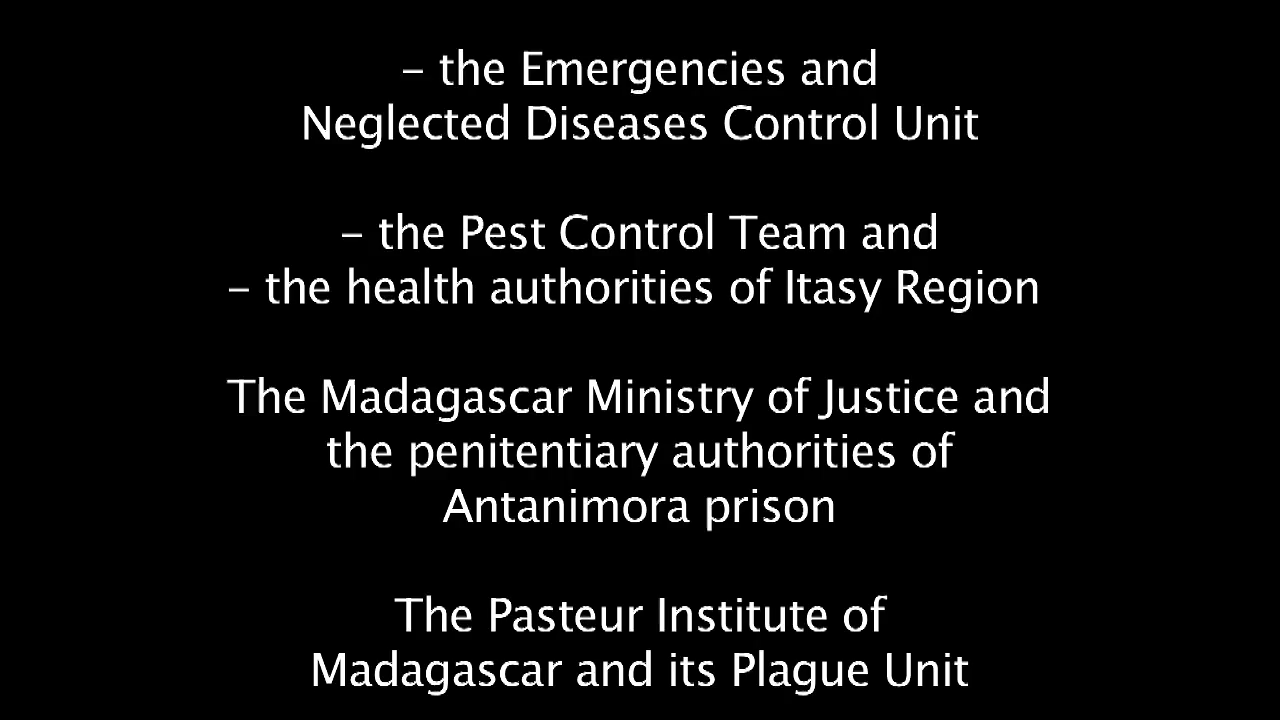 – the Emergencies and
Neglected Diseases Control Unit
– the Pest Control Team and
– the health authorities of Itasy Region
The Madagascar Ministry of Justice and
the penitentiary authorities of
Antanimora prison
The Pasteur Institute of
Madagascar and its Plague Unit